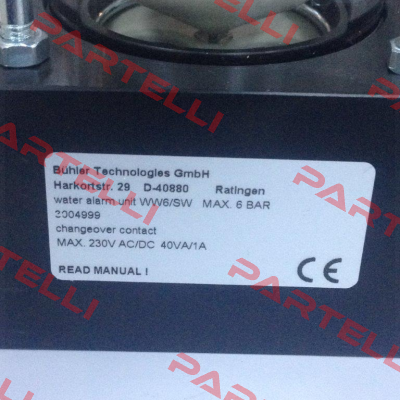 Bühler Technologies GmbH
Harkortstr. 29 D-40880 Ratingen
water alarm unit WW6/SW MAX. 6 BAR
2004999
changeover contact
MAX. 230V AC/DC 40VA/1A
READ MANUAL !
CE
PARTELLI
PARTELLI
PARTELLI
PARTELLI
PARTELLI